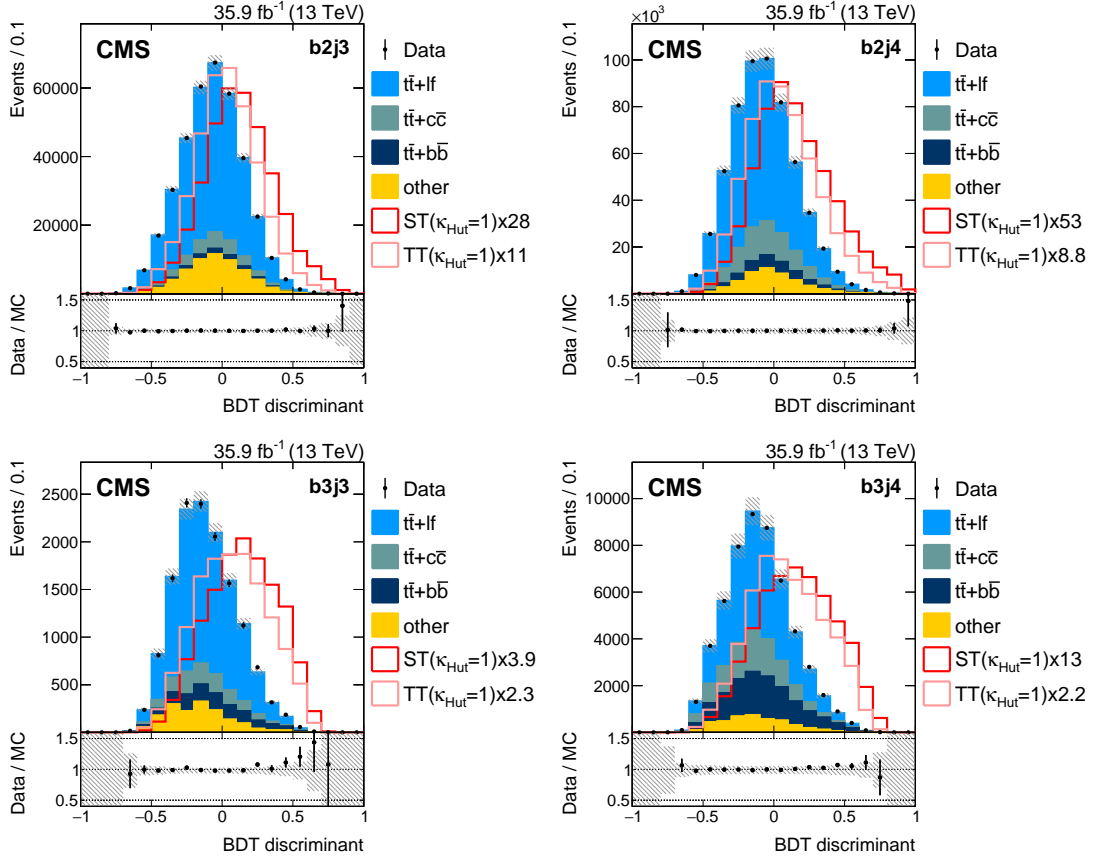 35.9 fb⁻¹ (13 TeV)
CMS
b2j3
Events / 0.1
60000
40000
20000
Data
tt̄+lf
tt̄+cc̄
tt̄+bb̄
other
ST(κHut=1)x28
TT(κHut=1)x11
Data / MC
1.5
1
0.5
−1 −0.5 0 0.5 1
BDT discriminant
35.9 fb⁻¹ (13 TeV)
×10³
CMS
b2j4
Events / 0.1
100
80
60
40
20
Data
tt̄+lf
tt̄+cc̄
tt̄+bb̄
other
ST(κHut=1)x53
TT(κHut=1)x8.8
Data / MC
1.5
1
0.5
−1 −0.5 0 0.5 1
BDT discriminant
35.9 fb⁻¹ (13 TeV)
CMS
b3j3
Events / 0.1
2500
2000
1500
1000
500
Data
tt̄+lf
tt̄+cc̄
tt̄+bb̄
other
ST(κHut=1)x3.9
TT(κHut=1)x2.3
Data / MC
1.5
1
0.5
−1 −0.5 0 0.5 1
BDT discriminant
35.9 fb⁻¹ (13 TeV)
CMS
b3j4
Events / 0.1
10000
8000
6000
4000
2000
Data
tt̄+lf
tt̄+cc̄
tt̄+bb̄
other
ST(κHut=1)x13
TT(κHut=1)x2.2
Data / MC
1.5
1
0.5
−1 −0.5 0 0.5 1
BDT discriminant